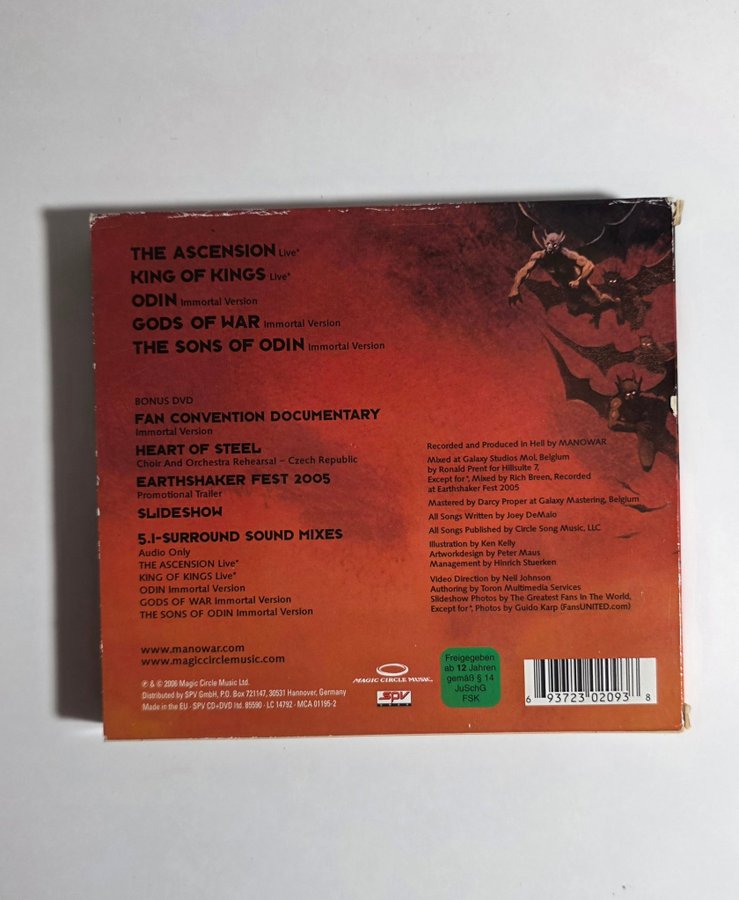 THE ASCENSION Live*
KING OF KINGS Live*
ODIN Immortal Version
GODS OF WAR Immortal Version
THE SONS OF ODIN Immortal Version
BONUS DVD
FAN CONVENTION DOCUMENTARY
Immortal Version
HEART OF STEEL
Choir And Orchestra Rehearsal – Czech Republic
EARTHSHAKER FEST 2005
Promotional Trailer
SLIDESHOW
5.1-SURROUND SOUND MIXES
Audio Only
THE ASCENSION Live*
KING OF KINGS Live*
ODIN Immortal Version
GODS OF WAR Immortal Version
THE SONS OF ODIN Immortal Version
Recorded and Produced in Hell by MANOWAR
Mixed at Galaxy Studios Mol, Belgium
by Ronald Prent for Hillsuite 7,
Except for*, Mixed by Rich Breen, Recorded
at Earthshaker Fest 2005
Mastered by Darcy Proper at Galaxy Mastering, Belgium
All Songs Written by Joey DeMaio
All Songs Published by Circle Song Music, LLC
Illustration by Ken Kelly
Artworkdesign by Peter Maus
Management by Hinrich Stuerken
Video Direction by Neil Johnson
Authoring by Toron Multimedia Services
Slideshow Photos by The Greatest Fans In The World,
Except for*, Photos by Guido Karp (FansUNITED.com)
www.manowar.com
www.magiccirclemusic.com
℗ & © 2006 Magic Circle Music Ltd.
Distributed by SPV GmbH, P.O. Box 721147, 30531 Hannover, Germany
Made in the EU · SPV CD+DVD ltd. 85590 · LC 14792 · MCA 01195-2
MAGIC CIRCLE MUSIC
SPV
Freigegeben
ab 12 Jahren
gemäß § 14
JuSchG
FSK
6 93723 02093 8